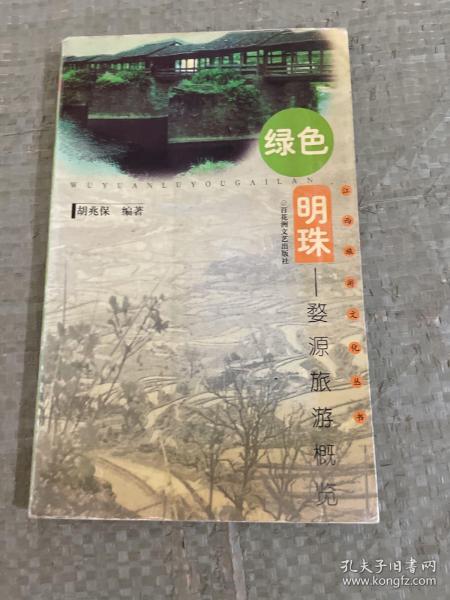 绿色
WUYUANLUYOUGAILAN
明珠
——婺源旅游概览
胡兆保 编著
百花洲文艺出版社
江西旅游文化丛书
孔夫子旧书网
www.kongfz.com